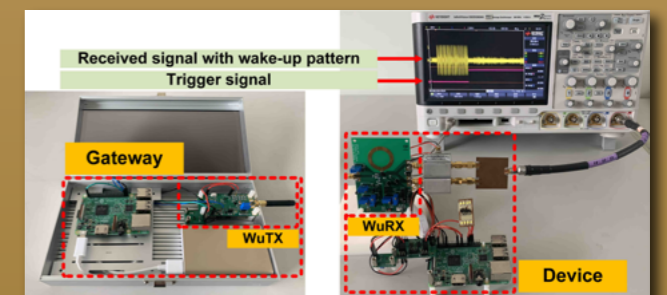 Received signal with wake-up pattern
Trigger signal
Gateway
WuTX
WuRX
Device